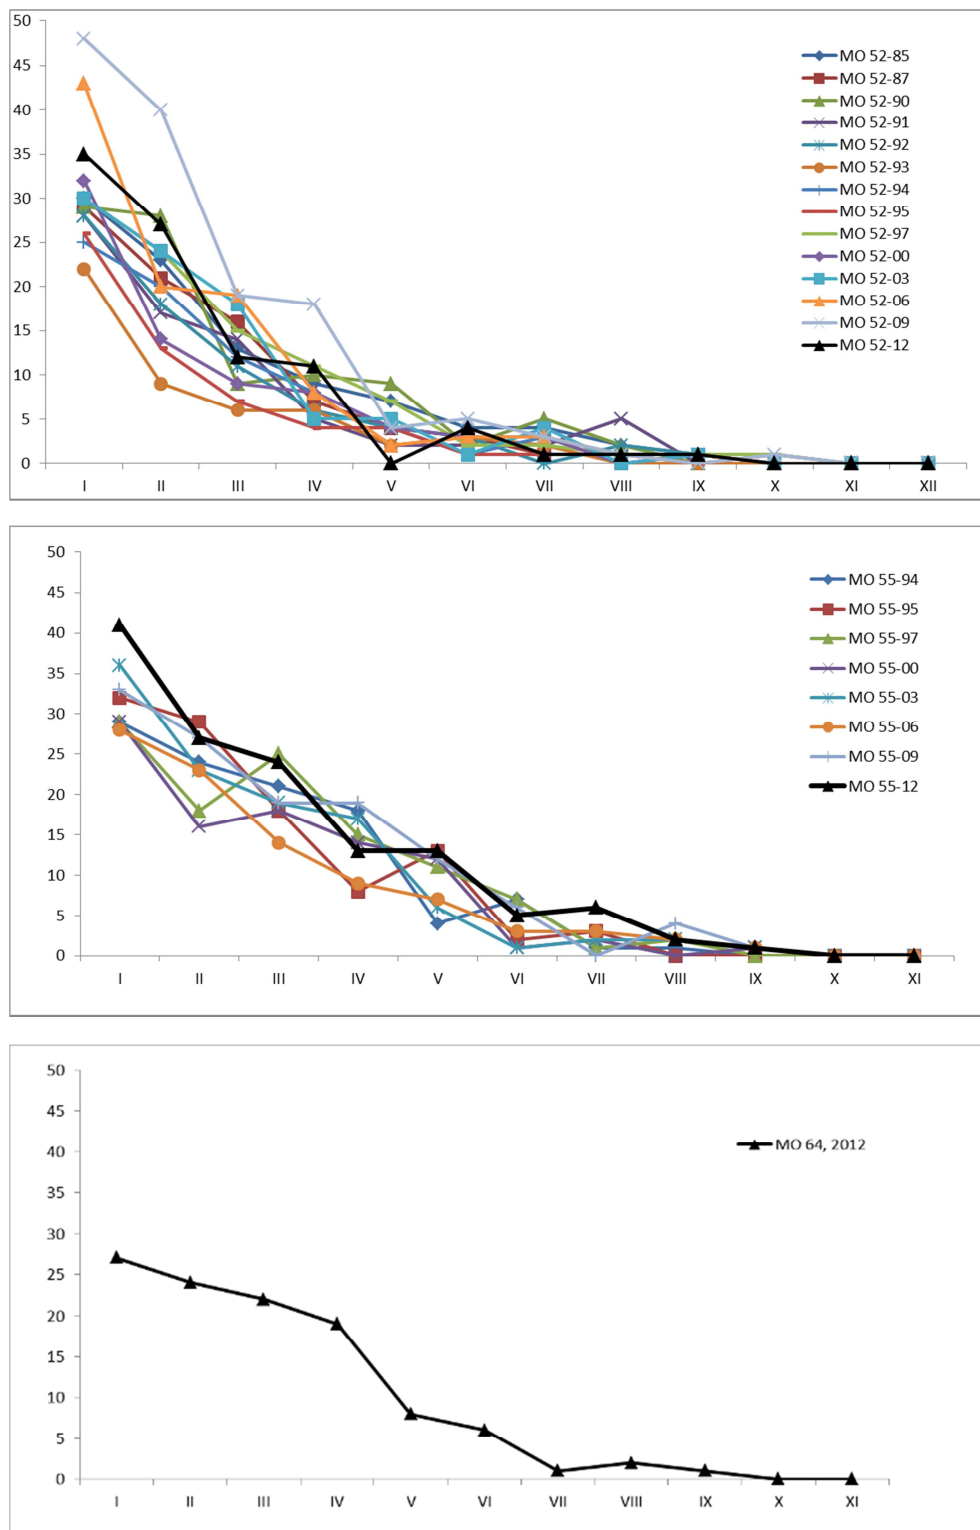 50
45
40
35
30
25
20
15
10
5
0
I II III IV V VI VII VIII IX X XI XII
MO 52-85
MO 52-87
MO 52-90
MO 52-91
MO 52-92
MO 52-93
MO 52-94
MO 52-95
MO 52-97
MO 52-00
MO 52-03
MO 52-06
MO 52-09
MO 52-12
50
45
40
35
30
25
20
15
10
5
0
I II III IV V VI VII VIII IX X XI
MO 55-94
MO 55-95
MO 55-97
MO 55-00
MO 55-03
MO 55-06
MO 55-09
MO 55-12
50
45
40
35
30
25
20
15
10
5
0
I II III IV V VI VII VIII IX X XI
MO 64, 2012